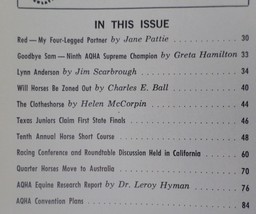 IN THIS ISSUE
Red — My Four-Legged Partner by Jane Pattie 30
Goodbye Sam — Ninth AQHA Supreme Champion by Greta Hamilton 33
Lynn Anderson by Jim Scarbrough 34
Will Horses Be Zoned Out by Charles E. Ball 40
The Clotheshorse by Helen McCorpin 44
Texas Juniors Claim First State Finals 46
Tenth Annual Horse Short Course 48
Racing Conference and Roundtable Discussion Held in California 60
Quarter Horses Move to Australia 70
AQHA Equine Research Report by Dr. Leroy Hyman 76
AQHA Convention Plans 84